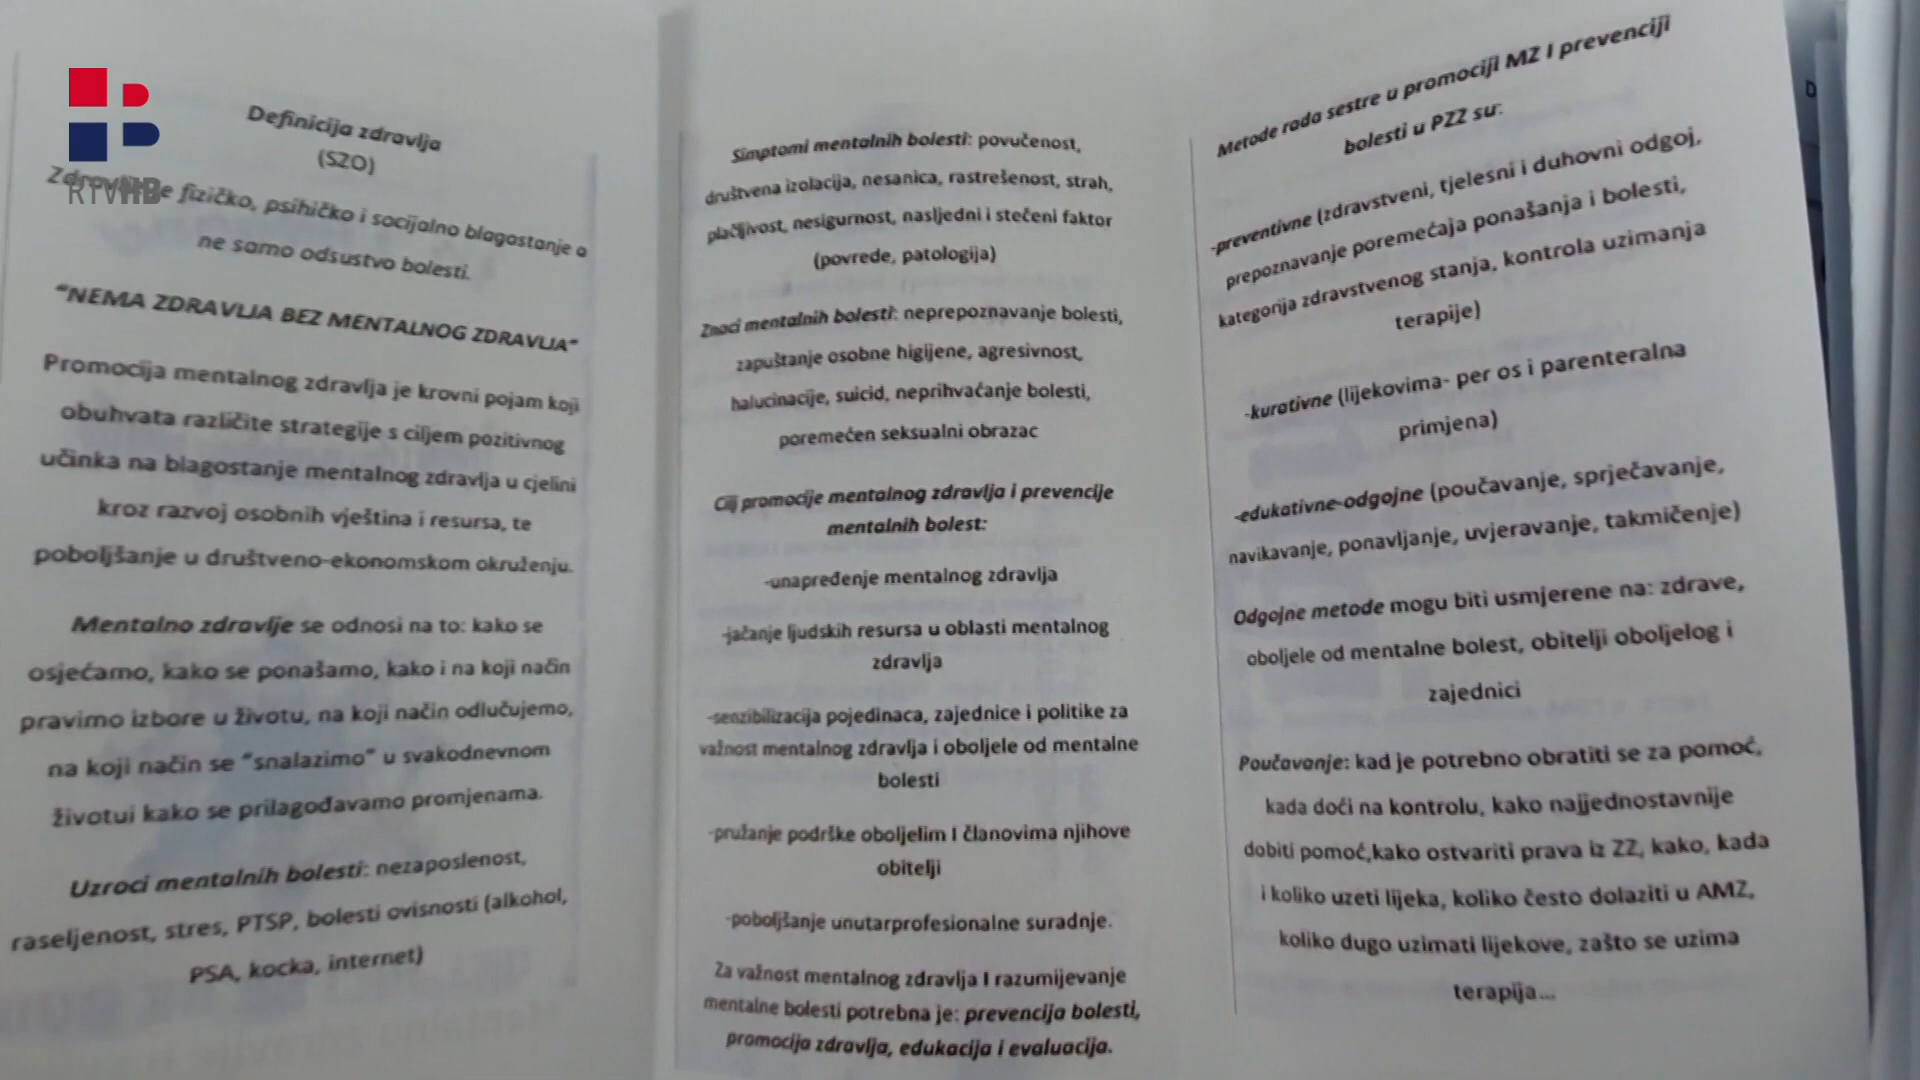 RTVHB
Definicija zdravlja
(SZO)
Zdravlje je fizičko, psihičko i socijalno blagostanje a
ne samo odsustvo bolesti.
"NEMA ZDRAVLJA BEZ MENTALNOG ZDRAVLJA"
Promocija mentalnog zdravlja je krovni pojam koji
obuhvata različite strategije s ciljem pozitivnog
učinka na blagostanje mentalnog zdravlja u cjelini
kroz razvoj osobnih vještina i resursa, te
poboljšanje u društveno-ekonomskom okruženju.
Mentalno zdravlje se odnosi na to: kako se
osjećamo, kako se ponašamo, kako i na koji način
pravimo izbore u životu, na koji način odlučujemo,
na koji način se "snalazimo" u svakodnevnom
životui kako se prilagođavamo promjenama.
Uzroci mentalnih bolesti: nezaposlenost,
raseljenost, stres, PTSP, bolesti ovisnosti (alkohol,
PSA, kocka, internet)
Simptomi mentalnih bolesti: povučenost,
društvena izolacija, nesanica, rastrešenost, strah,
plačljivost, nesigurnost, nasljedni i stečeni faktor
(povrede, patologija)
Znaci mentalnih bolesti: neprepoznavanje bolesti,
zapuštanje osobne higijene, agresivnost,
halucinacije, suicid, neprihvaćanje bolesti,
poremećen seksualni obrazac
Cilj promocije mentalnog zdravlja i prevencije
mentalnih bolest:
-unapređenje mentalnog zdravlja
-jačanje ljudskih resursa u oblasti mentalnog
zdravlja
-senzibilizacija pojedinaca, zajednice i politike za
važnost mentalnog zdravlja i oboljele od mentalne
bolesti
-pružanje podrške oboljelim I članovima njihove
obitelji
-poboljšanje unutarprofesionalne suradnje.
Za važnost mentalnog zdravlja I razumijevanje
mentalne bolesti potrebna je: prevencija bolesti,
promocija zdravlja, edukacija i evaluacija.
Metode rada sestre u promociji MZ I prevenciji
bolesti u PZZ su:
-preventivne (zdravstveni, tjelesni i duhovni odgoj,
prepoznavanje poremećaja ponašanja i bolesti,
kategorija zdravstvenog stanja, kontrola uzimanja
terapije)
-kurativne (lijekovima- per os i parenteralna
primjena)
-edukativne-odgojne (poučavanje, sprječavanje,
navikavanje, ponavljanje, uvjeravanje, takmičenje)
Odgojne metode mogu biti usmjerene na: zdrave,
oboljele od mentalne bolest, obitelji oboljelog i
zajednici
Poučavanje: kad je potrebno obratiti se za pomoć,
kada doći na kontrolu, kako najjednostavnije
dobiti pomoć,kako ostvariti prava iz ZZ, kako, kada
i koliko uzeti lijeka, koliko često dolaziti u AMZ,
koliko dugo uzimati lijekove, zašto se uzima
terapija...
D